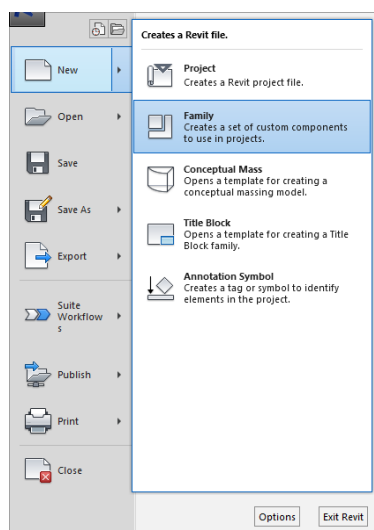 Creates a Revit file.
New
Project
Creates a Revit project file.
Open
Family
Creates a set of custom components
to use in projects.
Save
Conceptual Mass
Opens a template for creating a
conceptual massing model.
Save As
Title Block
Opens a template for creating a Title
Block family.
Export
Annotation Symbol
Creates a tag or symbol to identify
elements in the project.
Suite
Workflow
s
Publish
Print
Close
Options
Exit Revit